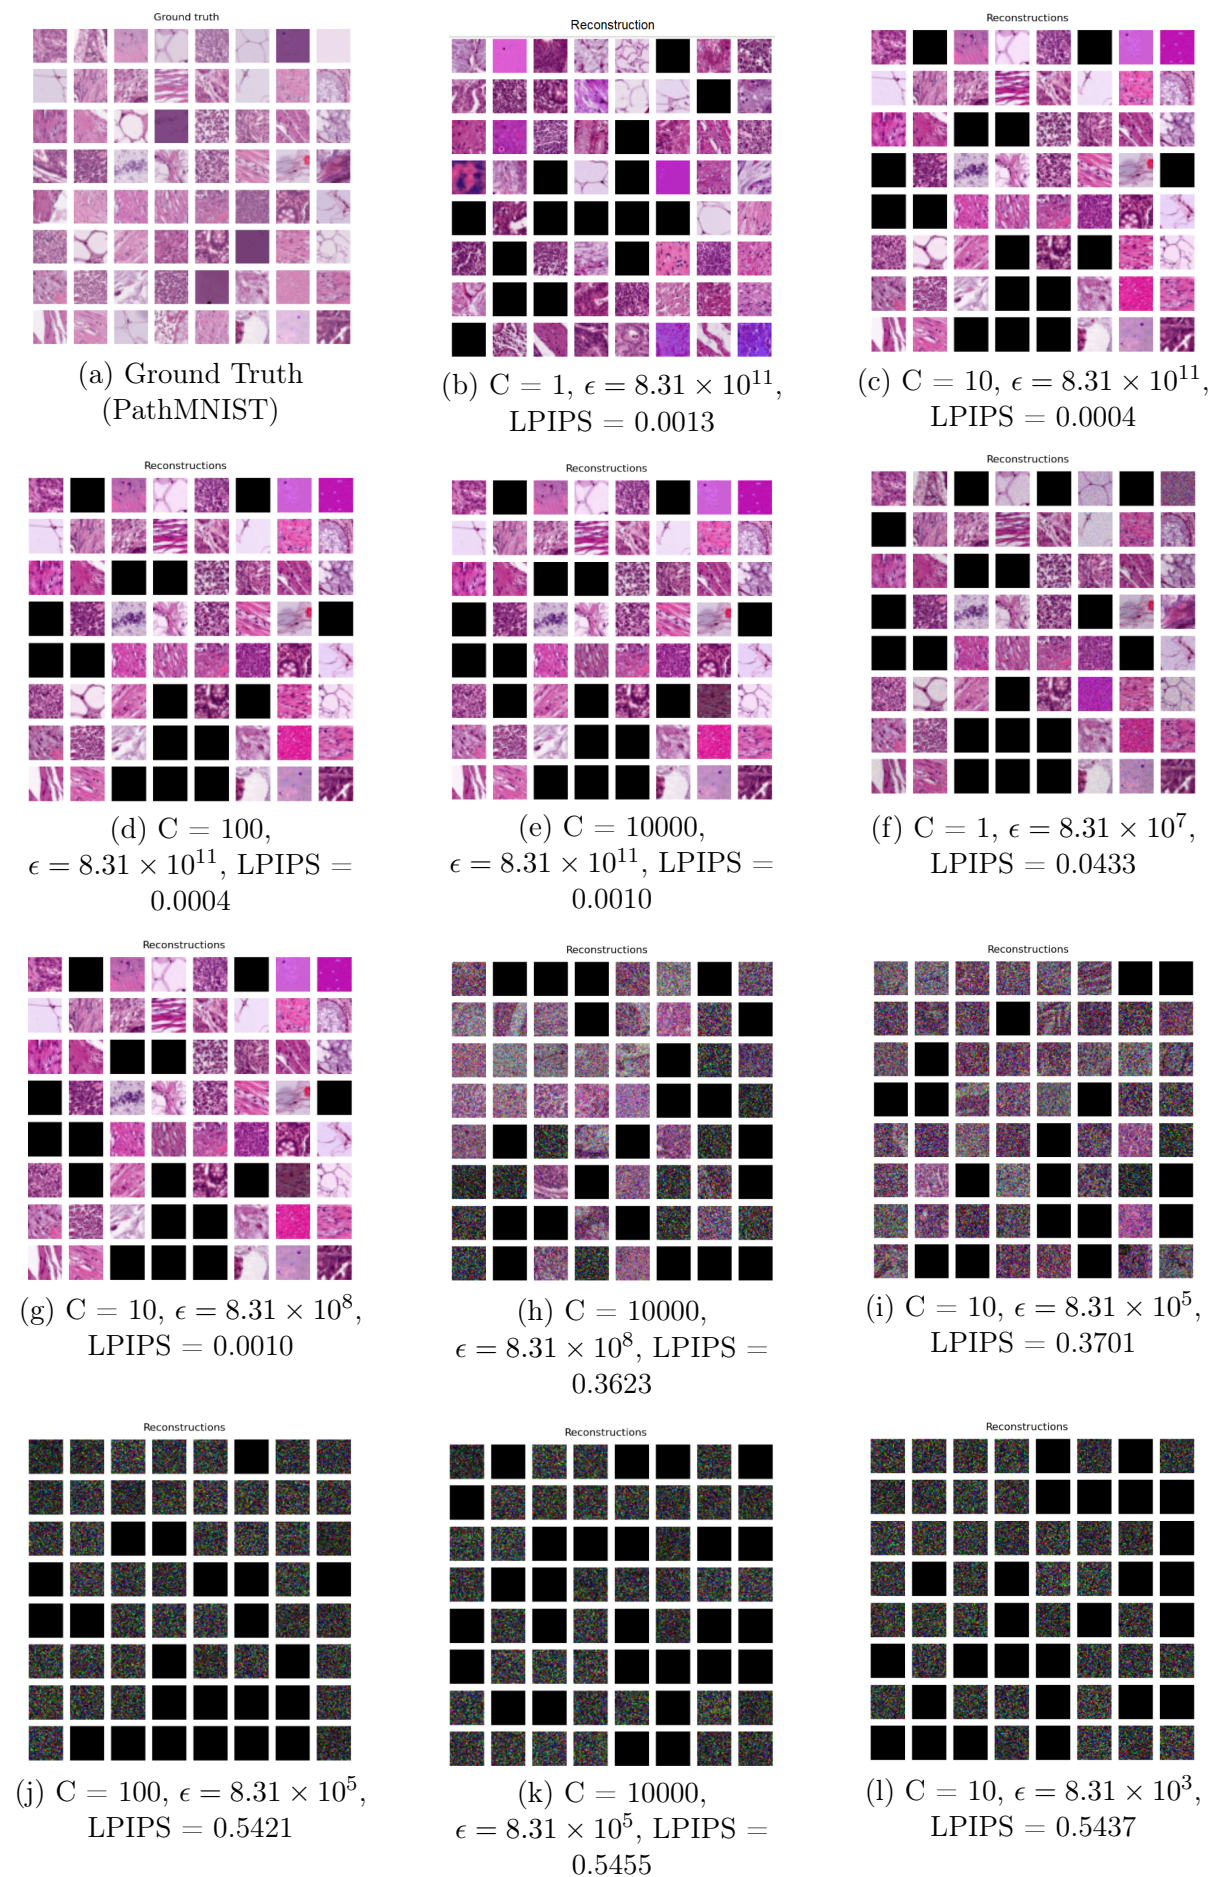 Ground truth
(a) Ground Truth
(PathMNIST)
Reconstruction
(b) C = 1, ϵ = 8.31 × 10¹¹,
LPIPS = 0.0013
Reconstructions
(c) C = 10, ϵ = 8.31 × 10¹¹,
LPIPS = 0.0004
Reconstructions
(d) C = 100,
ϵ = 8.31 × 10¹¹, LPIPS =
0.0004
Reconstructions
(e) C = 10000,
ϵ = 8.31 × 10¹¹, LPIPS =
0.0010
Reconstructions
(f) C = 1, ϵ = 8.31 × 10⁷,
LPIPS = 0.0433
Reconstructions
(g) C = 10, ϵ = 8.31 × 10⁸,
LPIPS = 0.0010
Reconstructions
(h) C = 10000,
ϵ = 8.31 × 10⁸, LPIPS =
0.3623
Reconstructions
(i) C = 10, ϵ = 8.31 × 10⁵,
LPIPS = 0.3701
Reconstructions
(j) C = 100, ϵ = 8.31 × 10⁵,
LPIPS = 0.5421
Reconstructions
(k) C = 10000,
ϵ = 8.31 × 10⁵, LPIPS =
0.5455
Reconstructions
(l) C = 10, ϵ = 8.31 × 10³,
LPIPS = 0.5437